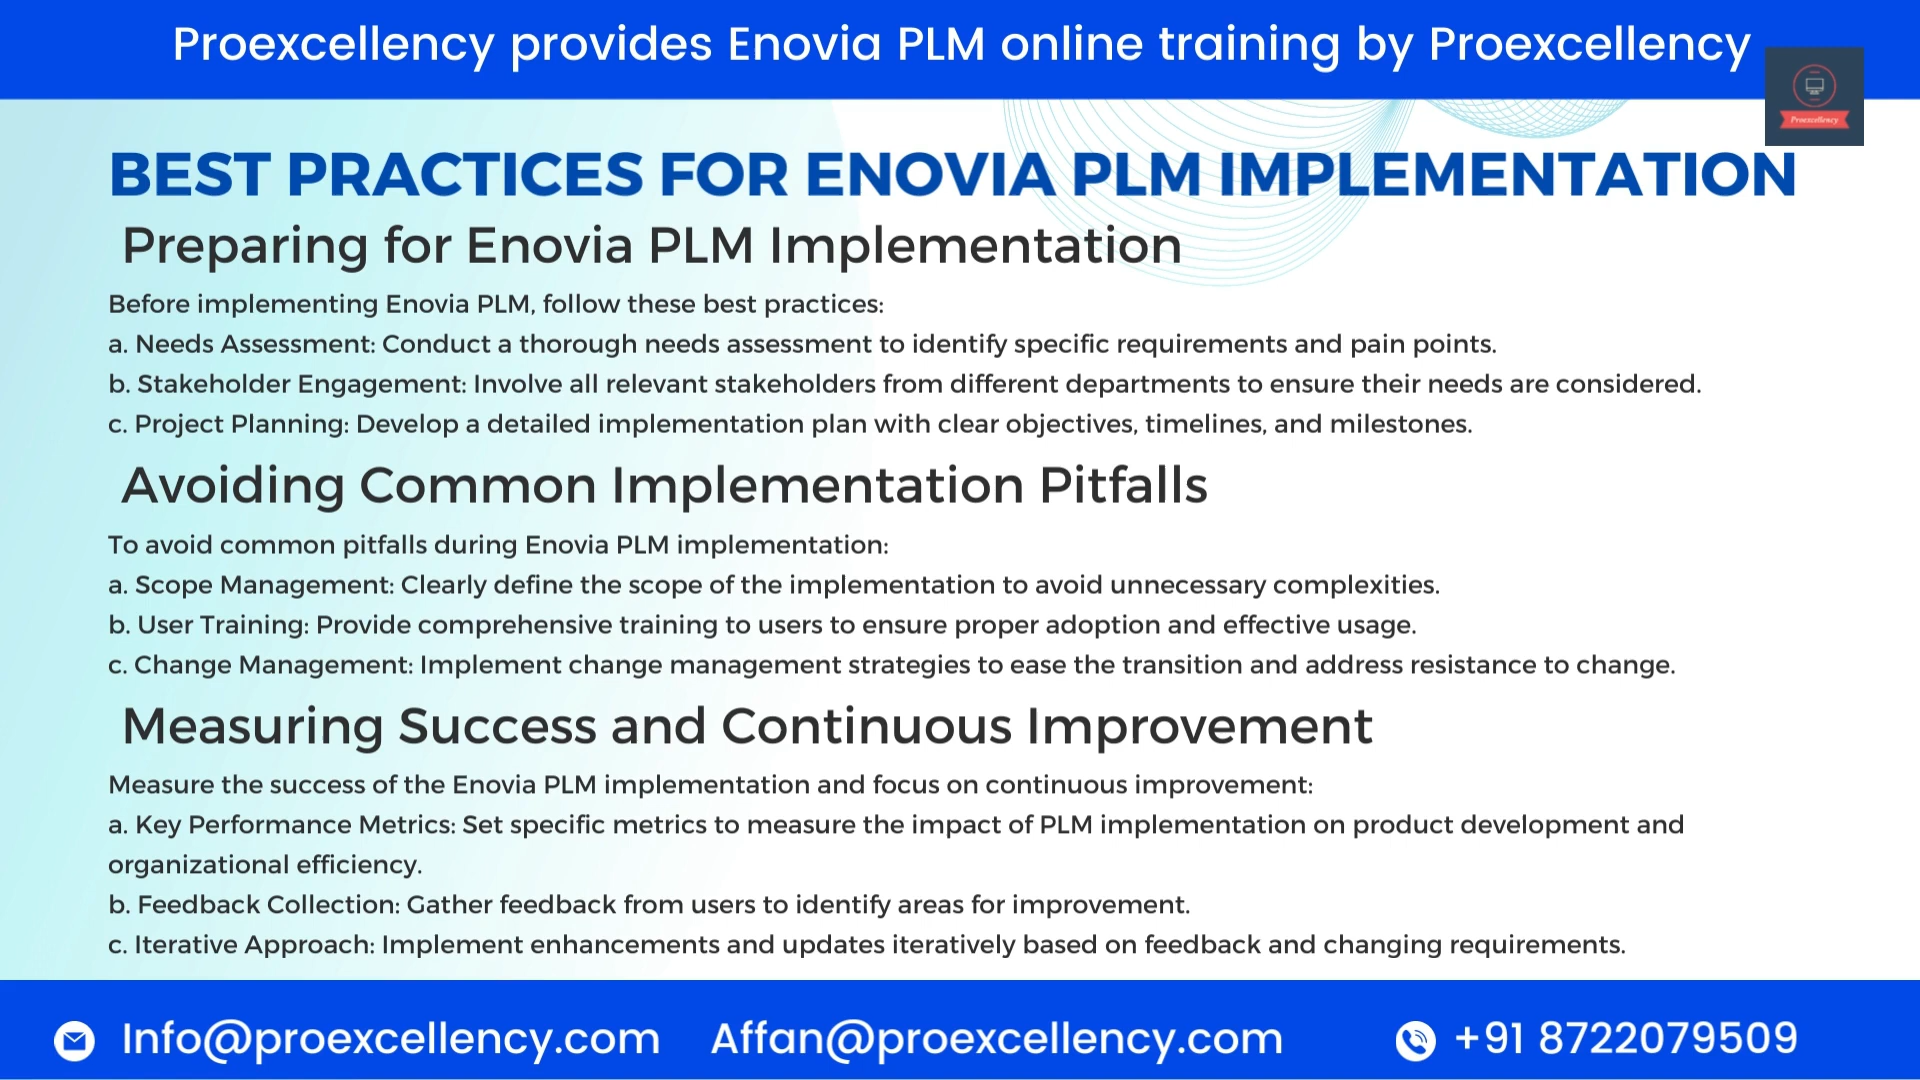 Proexcellency provides Enovia PLM online training by Proexcellency
Proexcellency
BEST PRACTICES FOR ENOVIA PLM IMPLEMENTATION
Preparing for Enovia PLM Implementation
Before implementing Enovia PLM, follow these best practices:
a. Needs Assessment: Conduct a thorough needs assessment to identify specific requirements and pain points.
b. Stakeholder Engagement: Involve all relevant stakeholders from different departments to ensure their needs are considered.
c. Project Planning: Develop a detailed implementation plan with clear objectives, timelines, and milestones.
Avoiding Common Implementation Pitfalls
To avoid common pitfalls during Enovia PLM implementation:
a. Scope Management: Clearly define the scope of the implementation to avoid unnecessary complexities.
b. User Training: Provide comprehensive training to users to ensure proper adoption and effective usage.
c. Change Management: Implement change management strategies to ease the transition and address resistance to change.
Measuring Success and Continuous Improvement
Measure the success of the Enovia PLM implementation and focus on continuous improvement:
a. Key Performance Metrics: Set specific metrics to measure the impact of PLM implementation on product development and
organizational efficiency.
b. Feedback Collection: Gather feedback from users to identify areas for improvement.
c. Iterative Approach: Implement enhancements and updates iteratively based on feedback and changing requirements.
Info@proexcellency.com Affan@proexcellency.com +91 8722079509